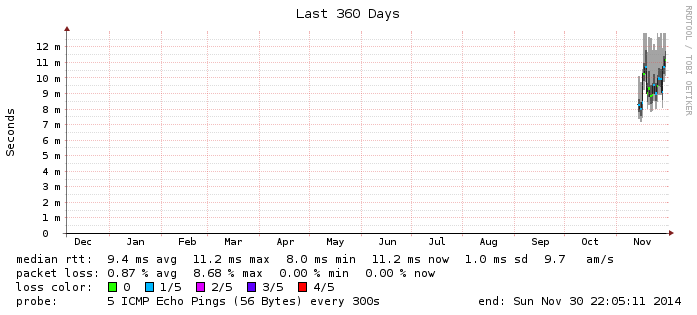 Last 360 Days
RRDTOOL / TOBI OETIKER
Seconds
12 m
11 m
10 m
9 m
8 m
7 m
6 m
5 m
4 m
3 m
2 m
1 m
0
Dec Jan Feb Mar Apr May Jun Jul Aug Sep Oct Nov
median rtt: 9.4 ms avg 11.2 ms max 8.0 ms min 11.2 ms now 1.0 ms sd 9.7 am/s
packet loss: 0.87 % avg 8.68 % max 0.00 % min 0.00 % now
loss color: 0 1/5 2/5 3/5 4/5
probe: 5 ICMP Echo Pings (56 Bytes) every 300s end: Sun Nov 30 22:05:11 2014